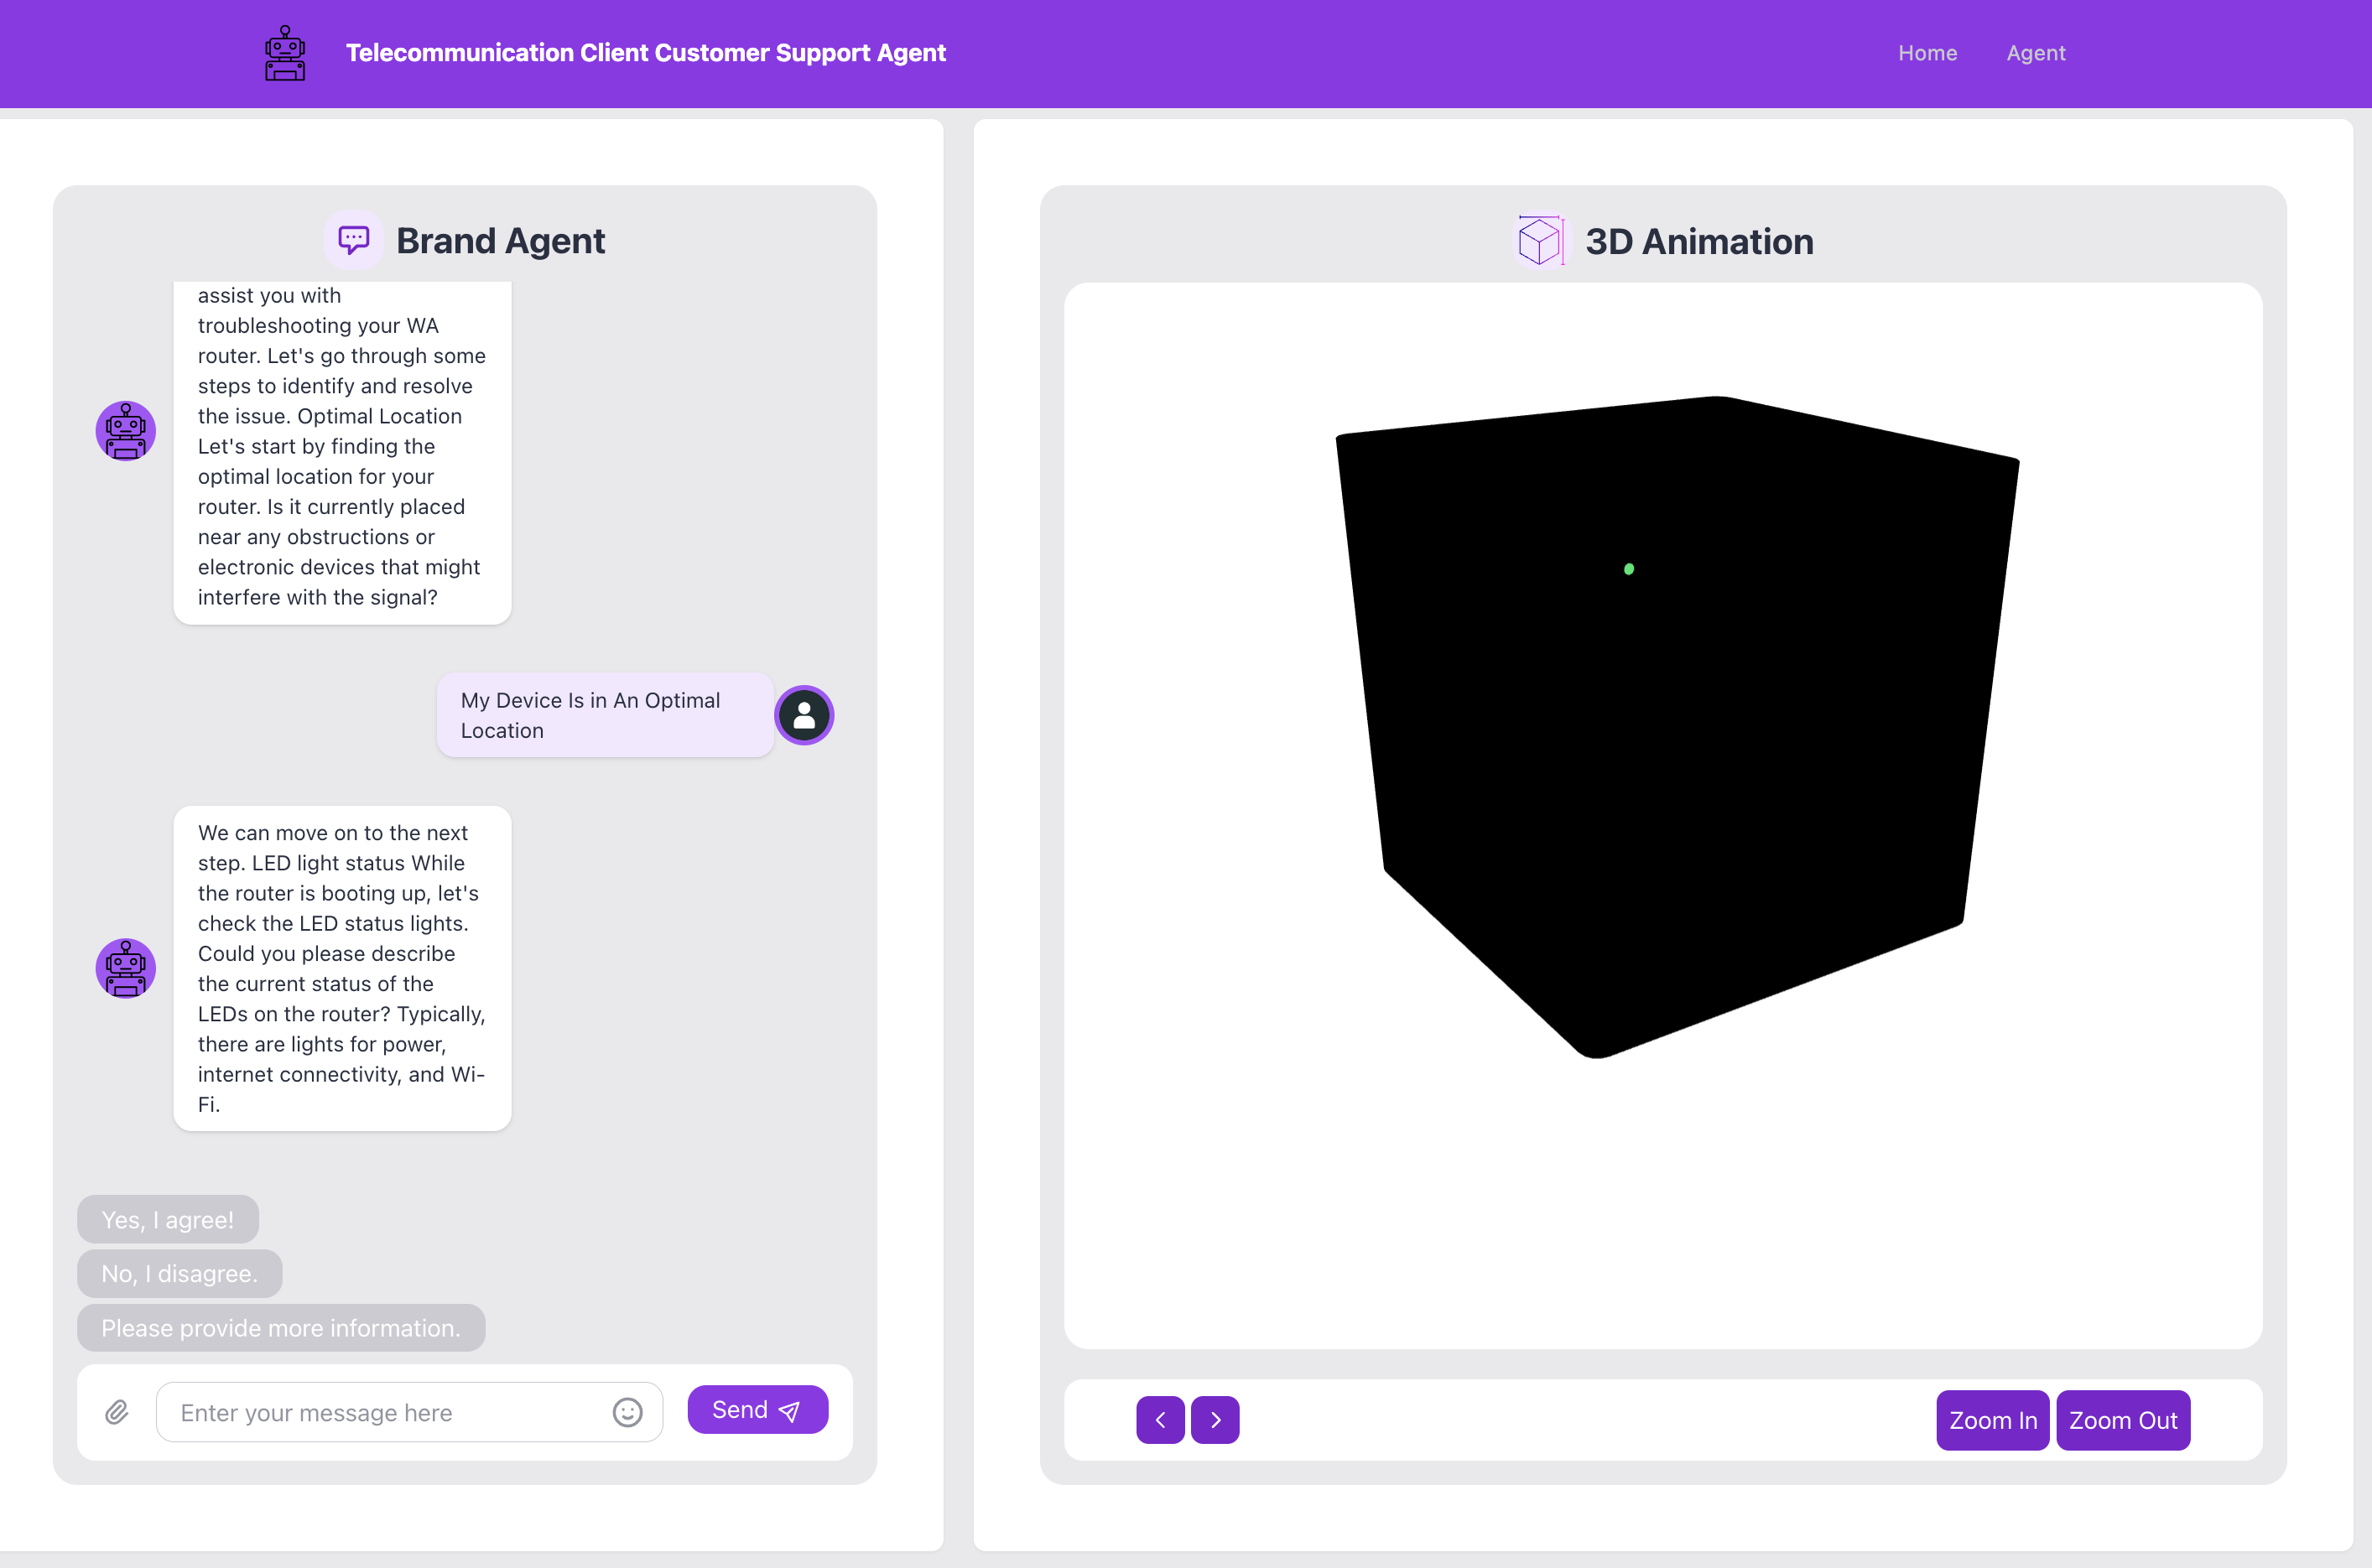 Telecommunication Client Customer Support Agent
Home
Agent
Brand Agent
assist you with
troubleshooting your WA
router. Let's go through some
steps to identify and resolve
the issue. Optimal Location
Let's start by finding the
optimal location for your
router. Is it currently placed
near any obstructions or
electronic devices that might
interfere with the signal?
My Device Is in An Optimal
Location
We can move on to the next
step. LED light status While
the router is booting up, let's
check the LED status lights.
Could you please describe
the current status of the
LEDs on the router? Typically,
there are lights for power,
internet connectivity, and Wi-
Fi.
Yes, I agree!
No, I disagree.
Please provide more information.
Enter your message here
Send
3D Animation
Zoom In
Zoom Out